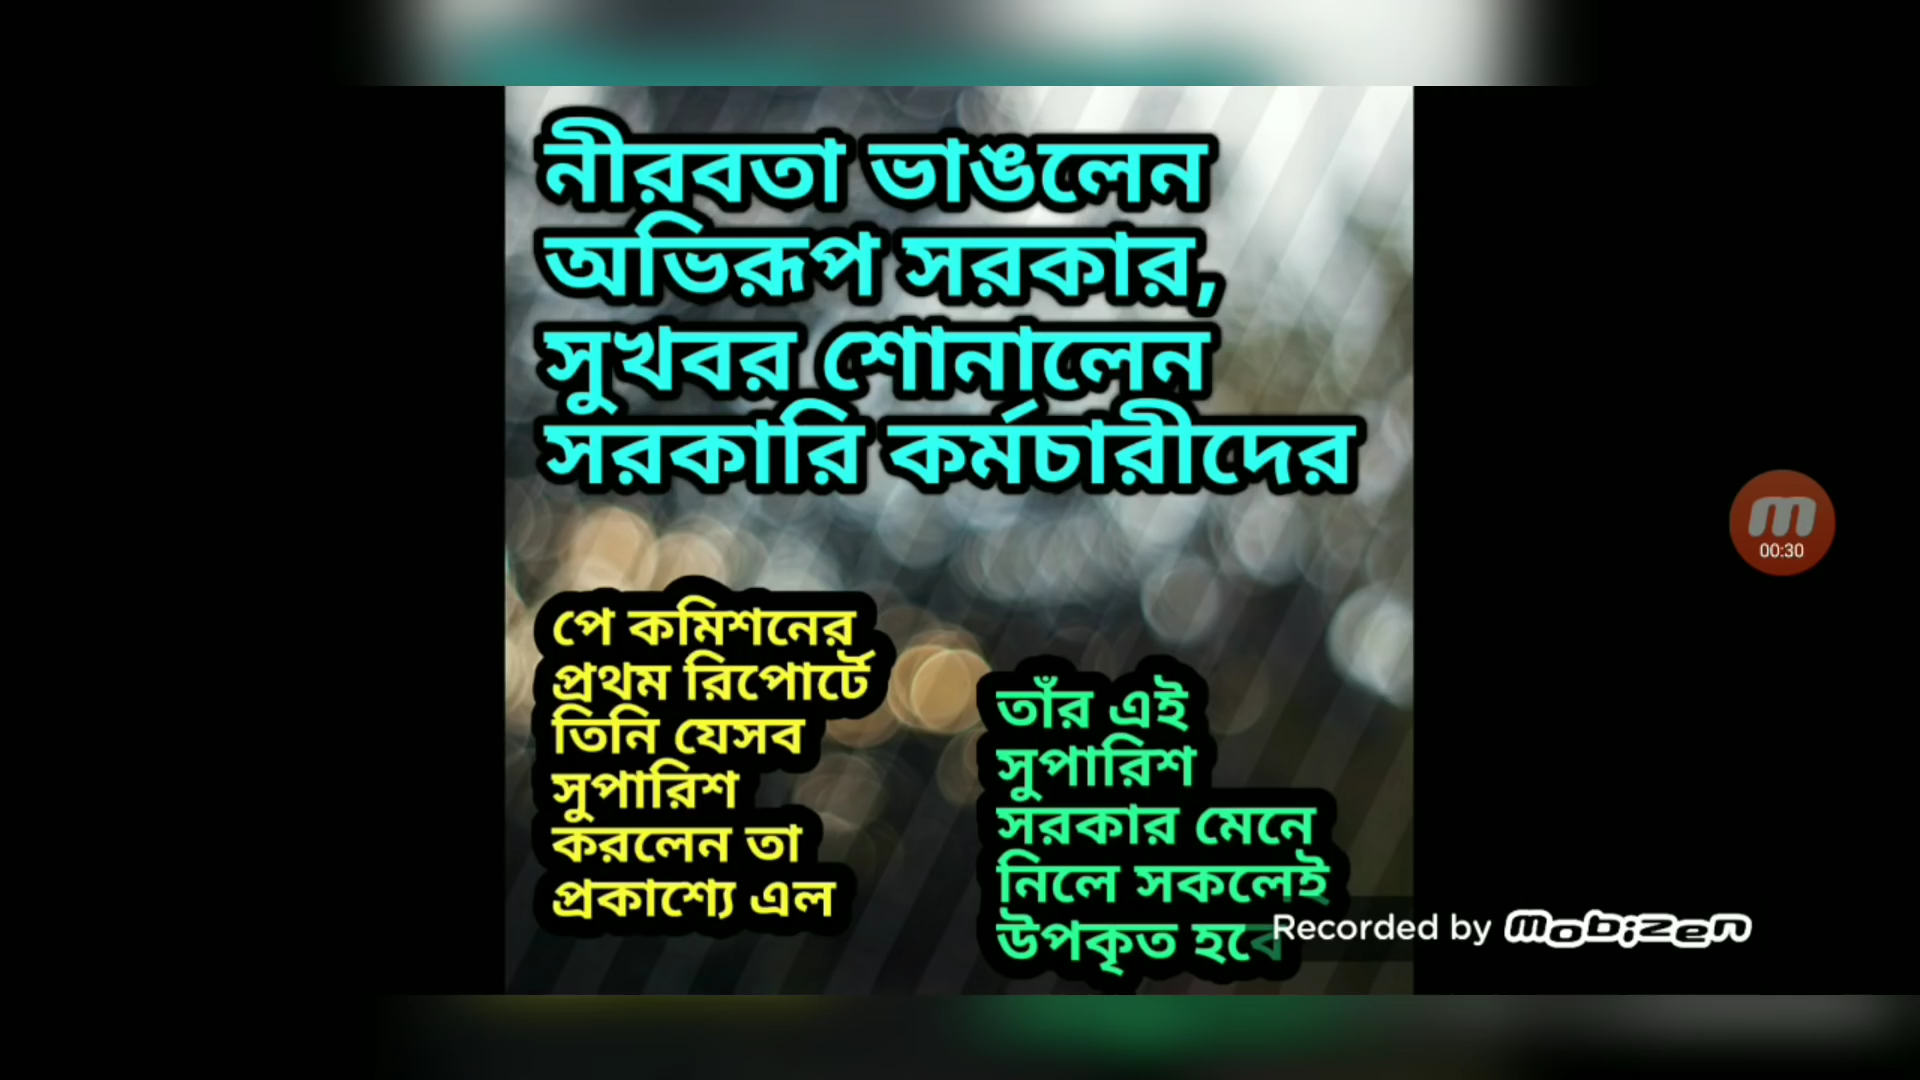 নীরবতা ভাঙলেন
অভিরূপ সরকার,
সুখবর শোনালেন
সরকারি কর্মচারীদের
পে কমিশনের
প্রথম রিপোর্টে
তিনি যেসব
সুপারিশ
করলেন তা
প্রকাশ্যে এল
তাঁর এই
সুপারিশ
সরকার মেনে
নিলে সকলেই
উপকৃত হবে
00:30
Recorded by mobizen